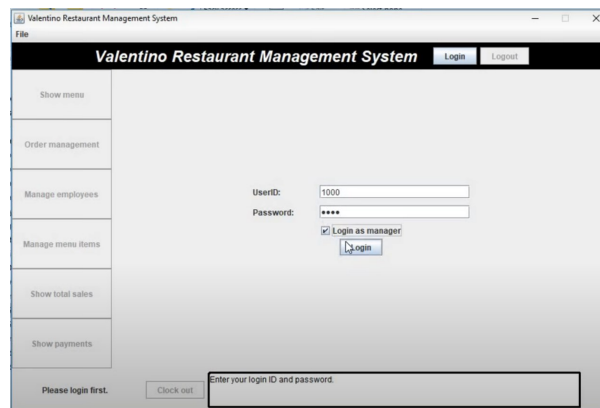 Valentino Restaurant Management System
File
Valentino Restaurant Management System
Login
Logout
Show menu
Order management
Manage employees
Manage menu items
Show total sales
Show payments
UserID:
1000
Password:
Login as manager
Login
Please login first.
Clock out
Enter your login ID and password.